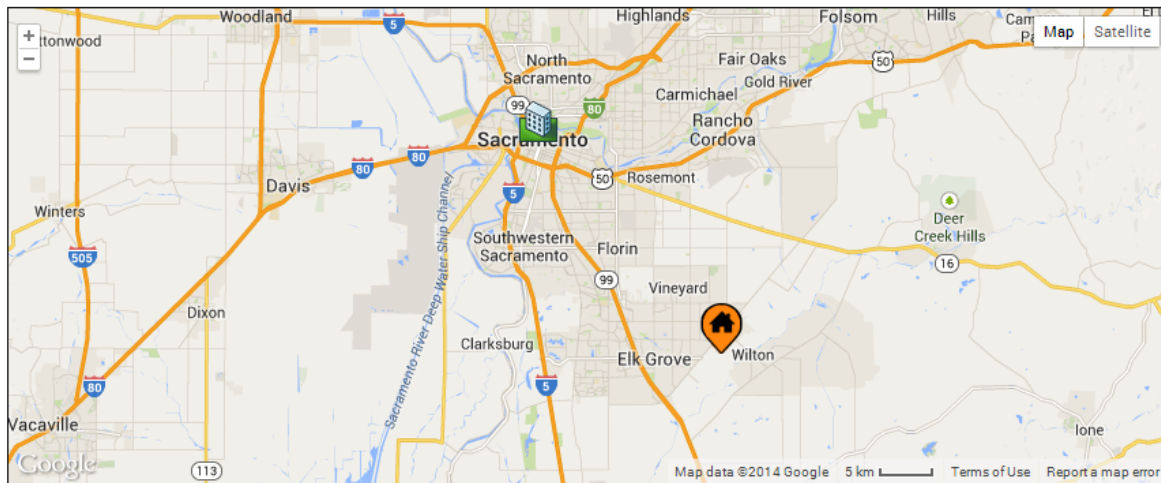 Woodland
5
Highlands
Folsom
Hills
+
ttonwood
Map
Satellite
−
North
Sacramento
Fair Oaks
50
Gold River
99
80
Carmichael
Rancho
Cordova
Sacramento
80
80
50
Rosemont
Davis
5
Winters
Deer
Creek Hills
Southwestern
Sacramento
Florin
505
16
99
Vineyard
Sacramento River Deep Water Ship Channel
Dixon
Clarksburg
Elk Grove
Wilton
80
5
Vacaville
Ione
Google
113
Map data ©2014 Google
5 km
Terms of Use
Report a map error